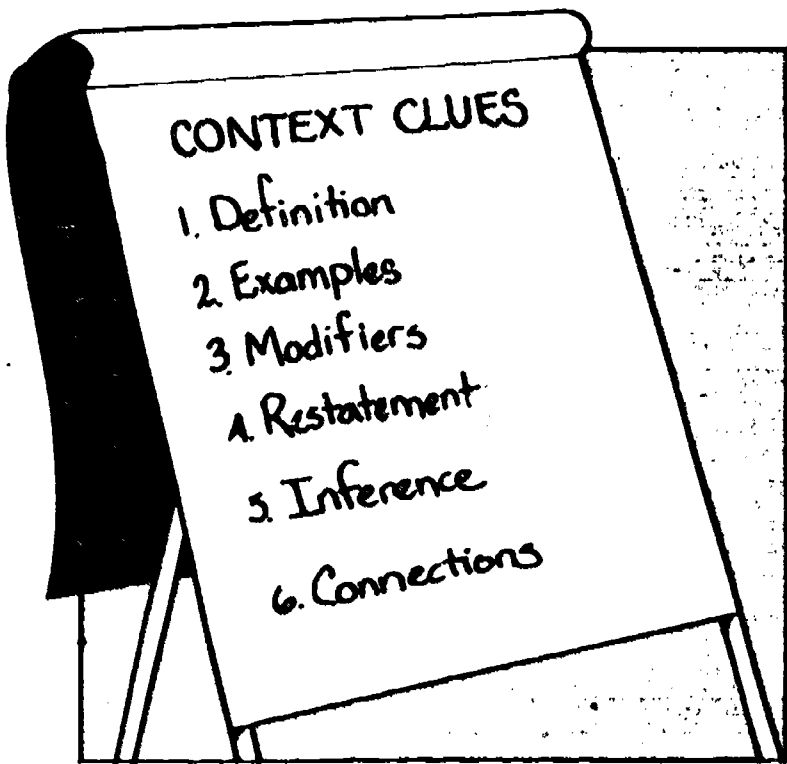 CONTEXT CLUES
1. Definition
2. Examples
3. Modifiers
4. Restatement
5. Inference
6. Connections